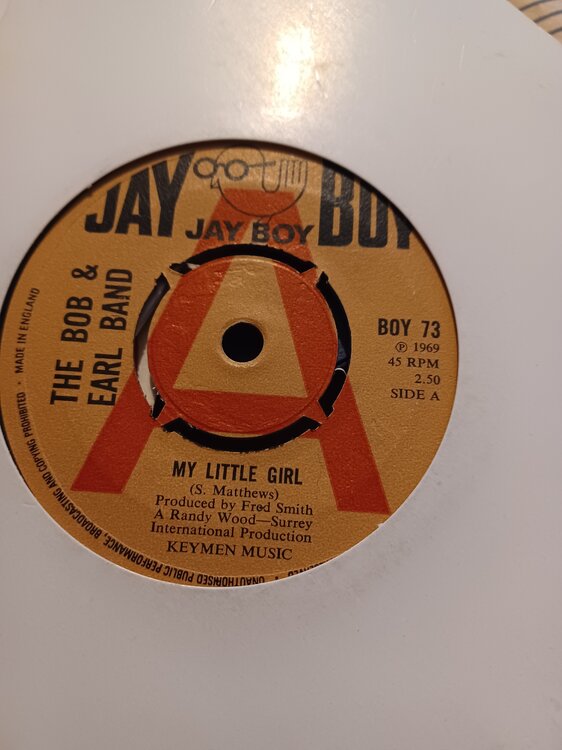 JAY BOY
JAY BOY
A
THE BOB &
EARL BAND
BOY 73
℗ 1969
45 RPM
2.50
SIDE A
MY LITTLE GIRL
(S. Matthews)
Produced by Fred Smith
A Randy Wood—Surrey
International Production
KEYMEN MUSIC
UNAUTHORISED PUBLIC PERFORMANCE, BROADCASTING AND COPYING PROHIBITED • MADE IN ENGLAND